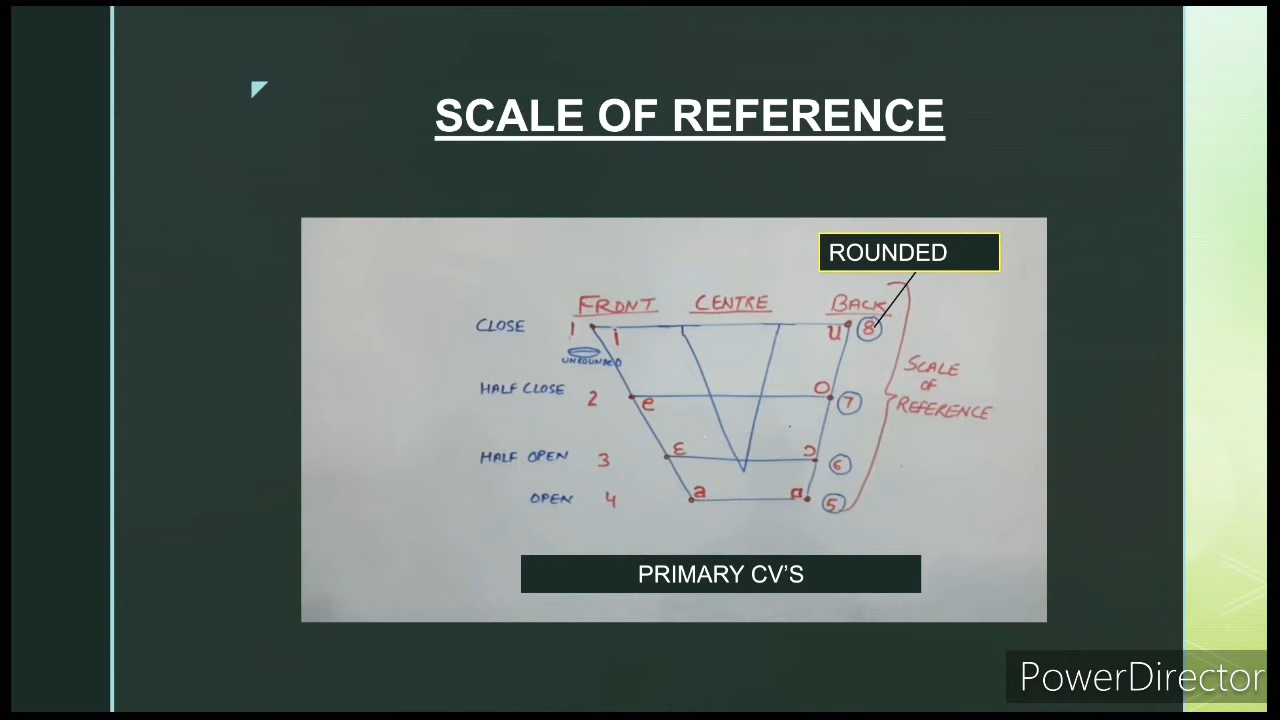 SCALE OF REFERENCE
ROUNDED
FRONT CENTRE BACK
CLOSE 1 i u 8
UNROUNDED
HALF CLOSE 2 e o 7
SCALE
OF
REFERENCE
HALF OPEN 3 ɛ ɔ 6
OPEN 4 a ɑ 5
PRIMARY CV'S
PowerDirector